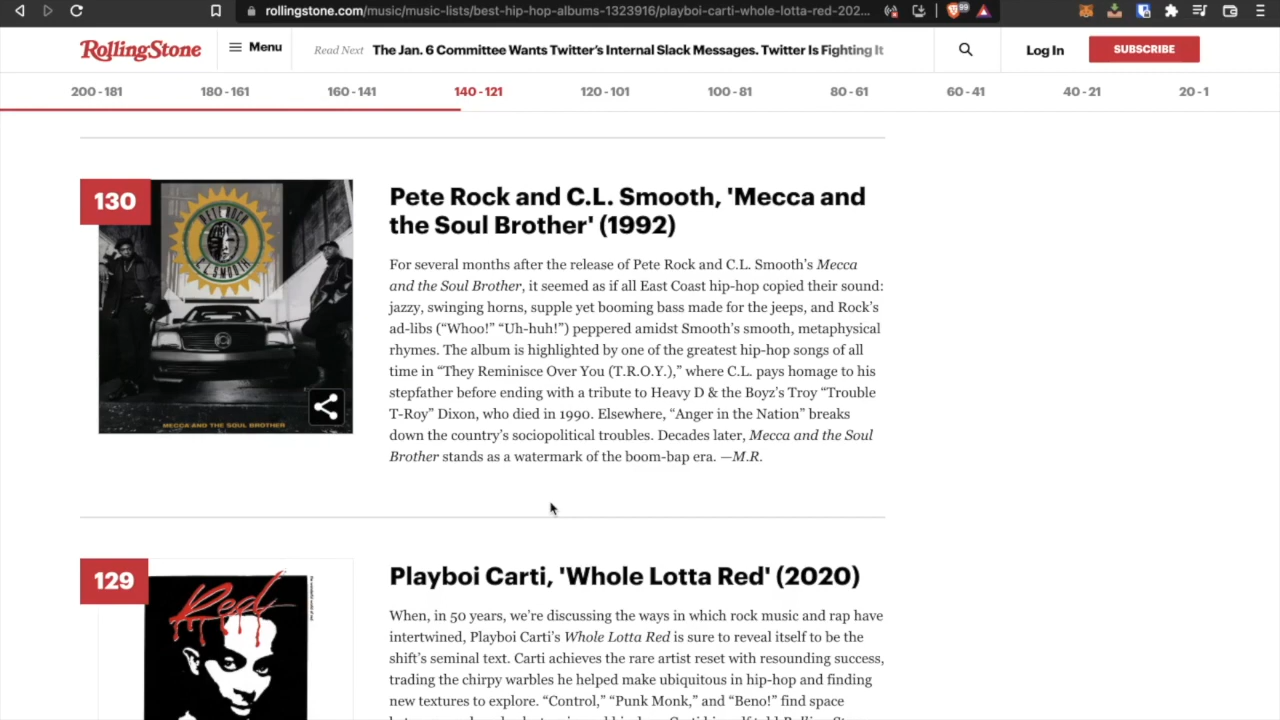 rollingstone.com/music/music-lists/best-hip-hop-albums-1323916/playboi-carti-whole-lotta-red-202...
99
RollingStone
Menu
Read Next The Jan. 6 Committee Wants Twitter's Internal Slack Messages. Twitter Is Fighting It
Log In
SUBSCRIBE
200 - 181
180 - 161
160 - 141
140 - 121
120 - 101
100 - 81
80 - 61
60 - 41
40 - 21
20 - 1
130
PETE ROCK
C.L. SMOOTH
MECCA AND THE SOUL BROTHER
Pete Rock and C.L. Smooth, 'Mecca and
the Soul Brother' (1992)
For several months after the release of Pete Rock and C.L. Smooth's Mecca
and the Soul Brother, it seemed as if all East Coast hip-hop copied their sound:
jazzy, swinging horns, supple yet booming bass made for the jeeps, and Rock's
ad-libs (“Whoo!” “Uh-huh!”) peppered amidst Smooth's smooth, metaphysical
rhymes. The album is highlighted by one of the greatest hip-hop songs of all
time in “They Reminisce Over You (T.R.O.Y.),” where C.L. pays homage to his
stepfather before ending with a tribute to Heavy D & the Boyz's Troy “Trouble
T-Roy” Dixon, who died in 1990. Elsewhere, “Anger in the Nation” breaks
down the country's sociopolitical troubles. Decades later, Mecca and the Soul
Brother stands as a watermark of the boom-bap era. —M.R.
129
Red
Playboi Carti, 'Whole Lotta Red' (2020)
When, in 50 years, we're discussing the ways in which rock music and rap have
intertwined, Playboi Carti's Whole Lotta Red is sure to reveal itself to be the
shift's seminal text. Carti achieves the rare artist reset with resounding success,
trading the chirpy warbles he helped make ubiquitous in hip-hop and finding
new textures to explore. “Control,” “Punk Monk,” and “Beno!” find space